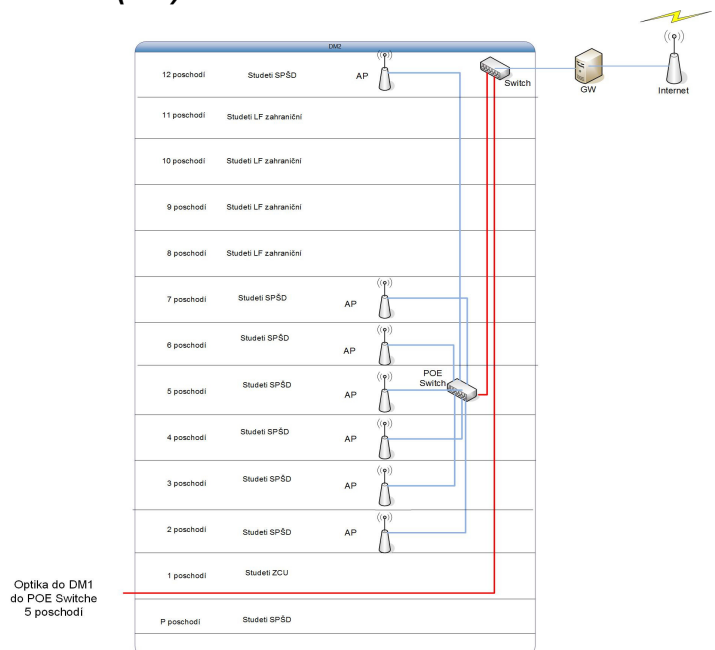 DM2
12 poschodí Studeti SPŠD AP Switch GW Internet
11 poschodí Studeti LF zahraniční
10 poschodí Studeti LF zahraniční
9 poschodí Studeti LF zahraniční
8 poschodí Studeti LF zahraniční
7 poschodí Studeti SPŠD AP
6 poschodí Studeti SPŠD AP
POE
Switch
5 poschodí Studeti SPŠD AP
4 poschodí Studeti SPŠD AP
3 poschodí Studeti SPŠD AP
2 poschodí Studeti SPŠD AP
1 poschodí Studeti ZCU
Optika do DM1
do POE Switche
5 poschodí
P poschodí Studeti SPŠD